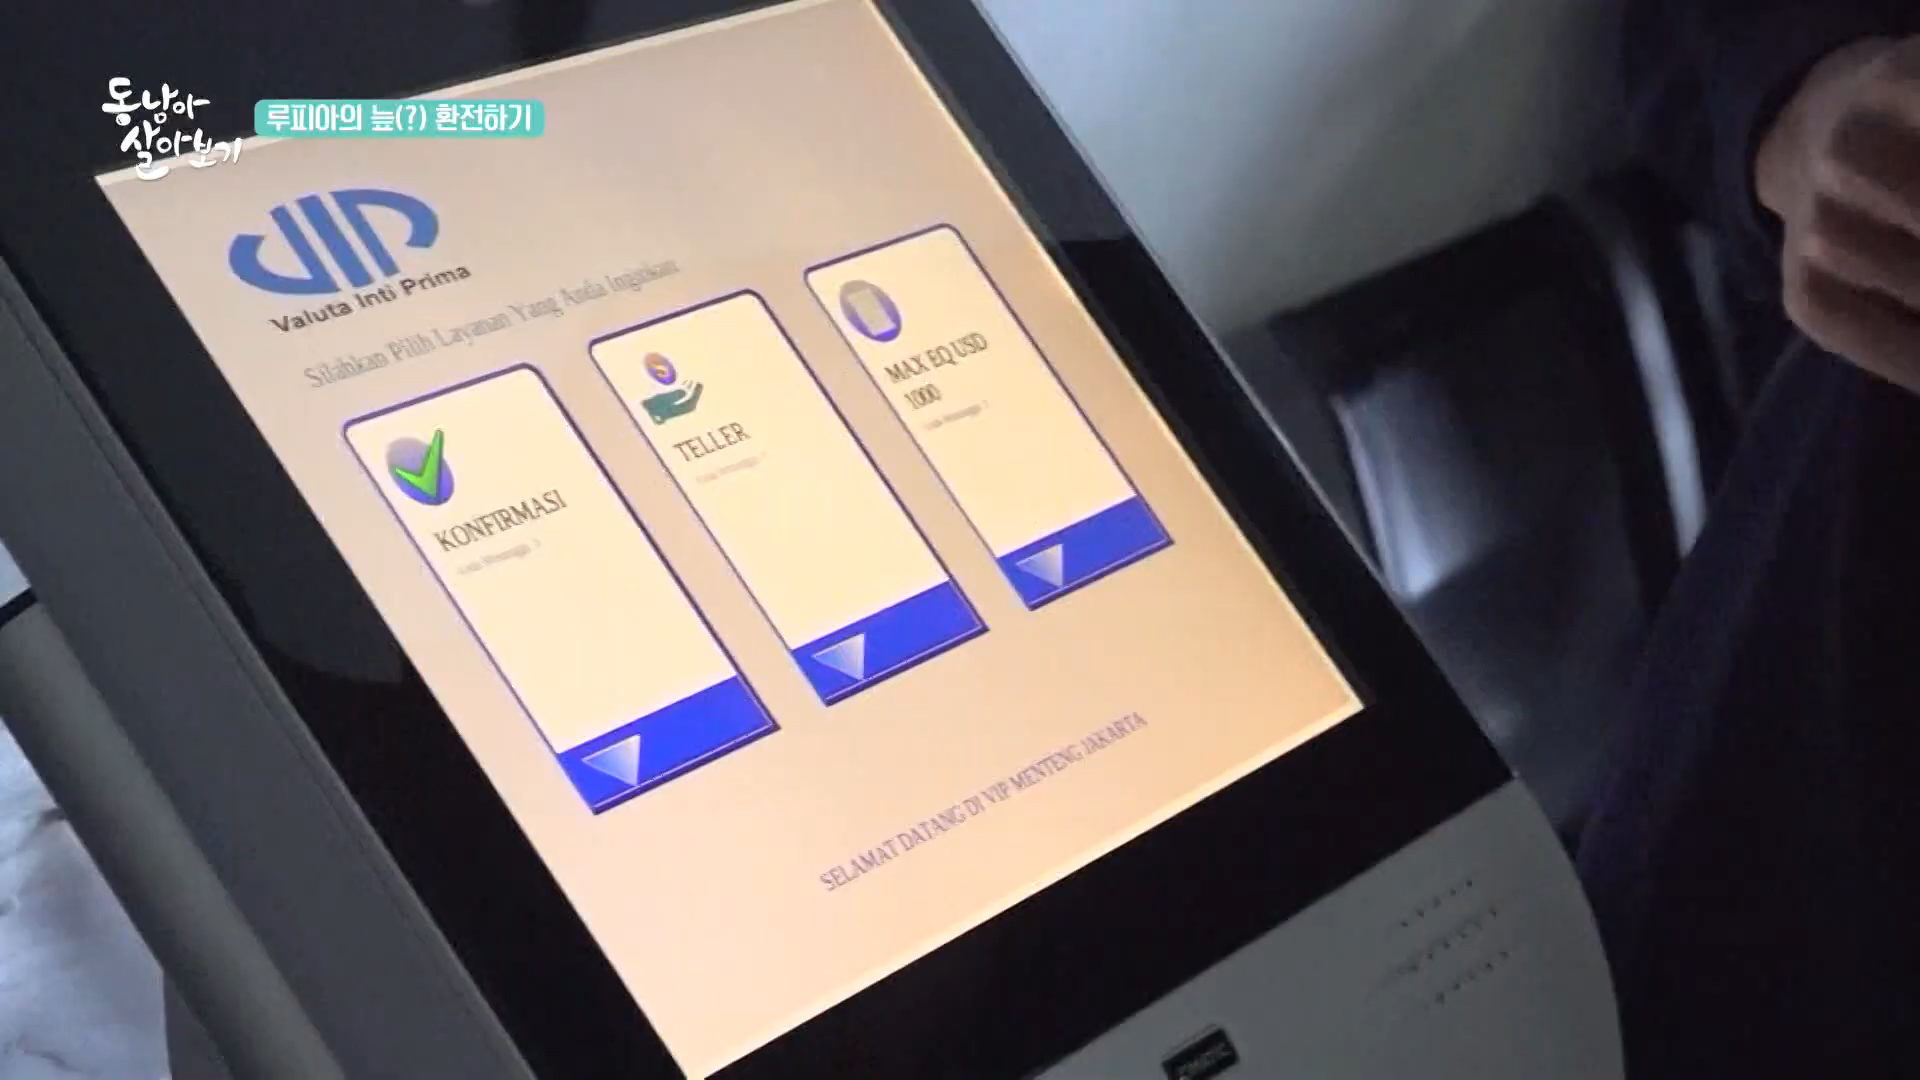 동남아
살아보기
루피아의 늪(?) 환전하기
VIP
Valuta Inti Prima
Silahkan Pilih Layanan Yang Anda Inginkan
KONFIRMASI
TELLER
MAX EQ USD
1000
SELAMAT DATANG DI VIP MENTENG JAKARTA